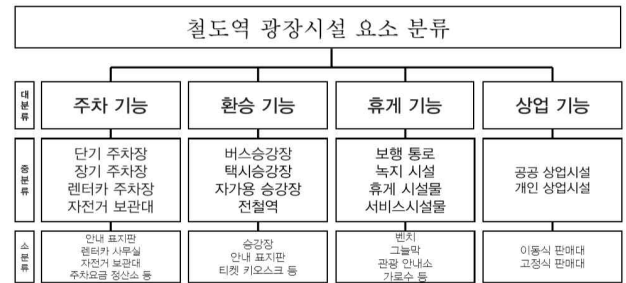 철도역 광장시설 요소 분류
대분류
주차 기능
환승 기능
휴게 기능
상업 기능
중분류
단기 주차장
장기 주차장
렌터카 주차장
자전거 보관대
버스승강장
택시승강장
자가용 승강장
전철역
보행 통로
녹지 시설
휴게 시설물
서비스시설물
공공 상업시설
개인 상업시설
소분류
안내 표지판
렌터카 사무실
자전거 보관대
주차요금 정산소 등
승강장
안내 표지판
티켓 키오스크 등
벤치
그늘막
관광 안내소
가로수 등
이동식 판매대
고정식 판매대